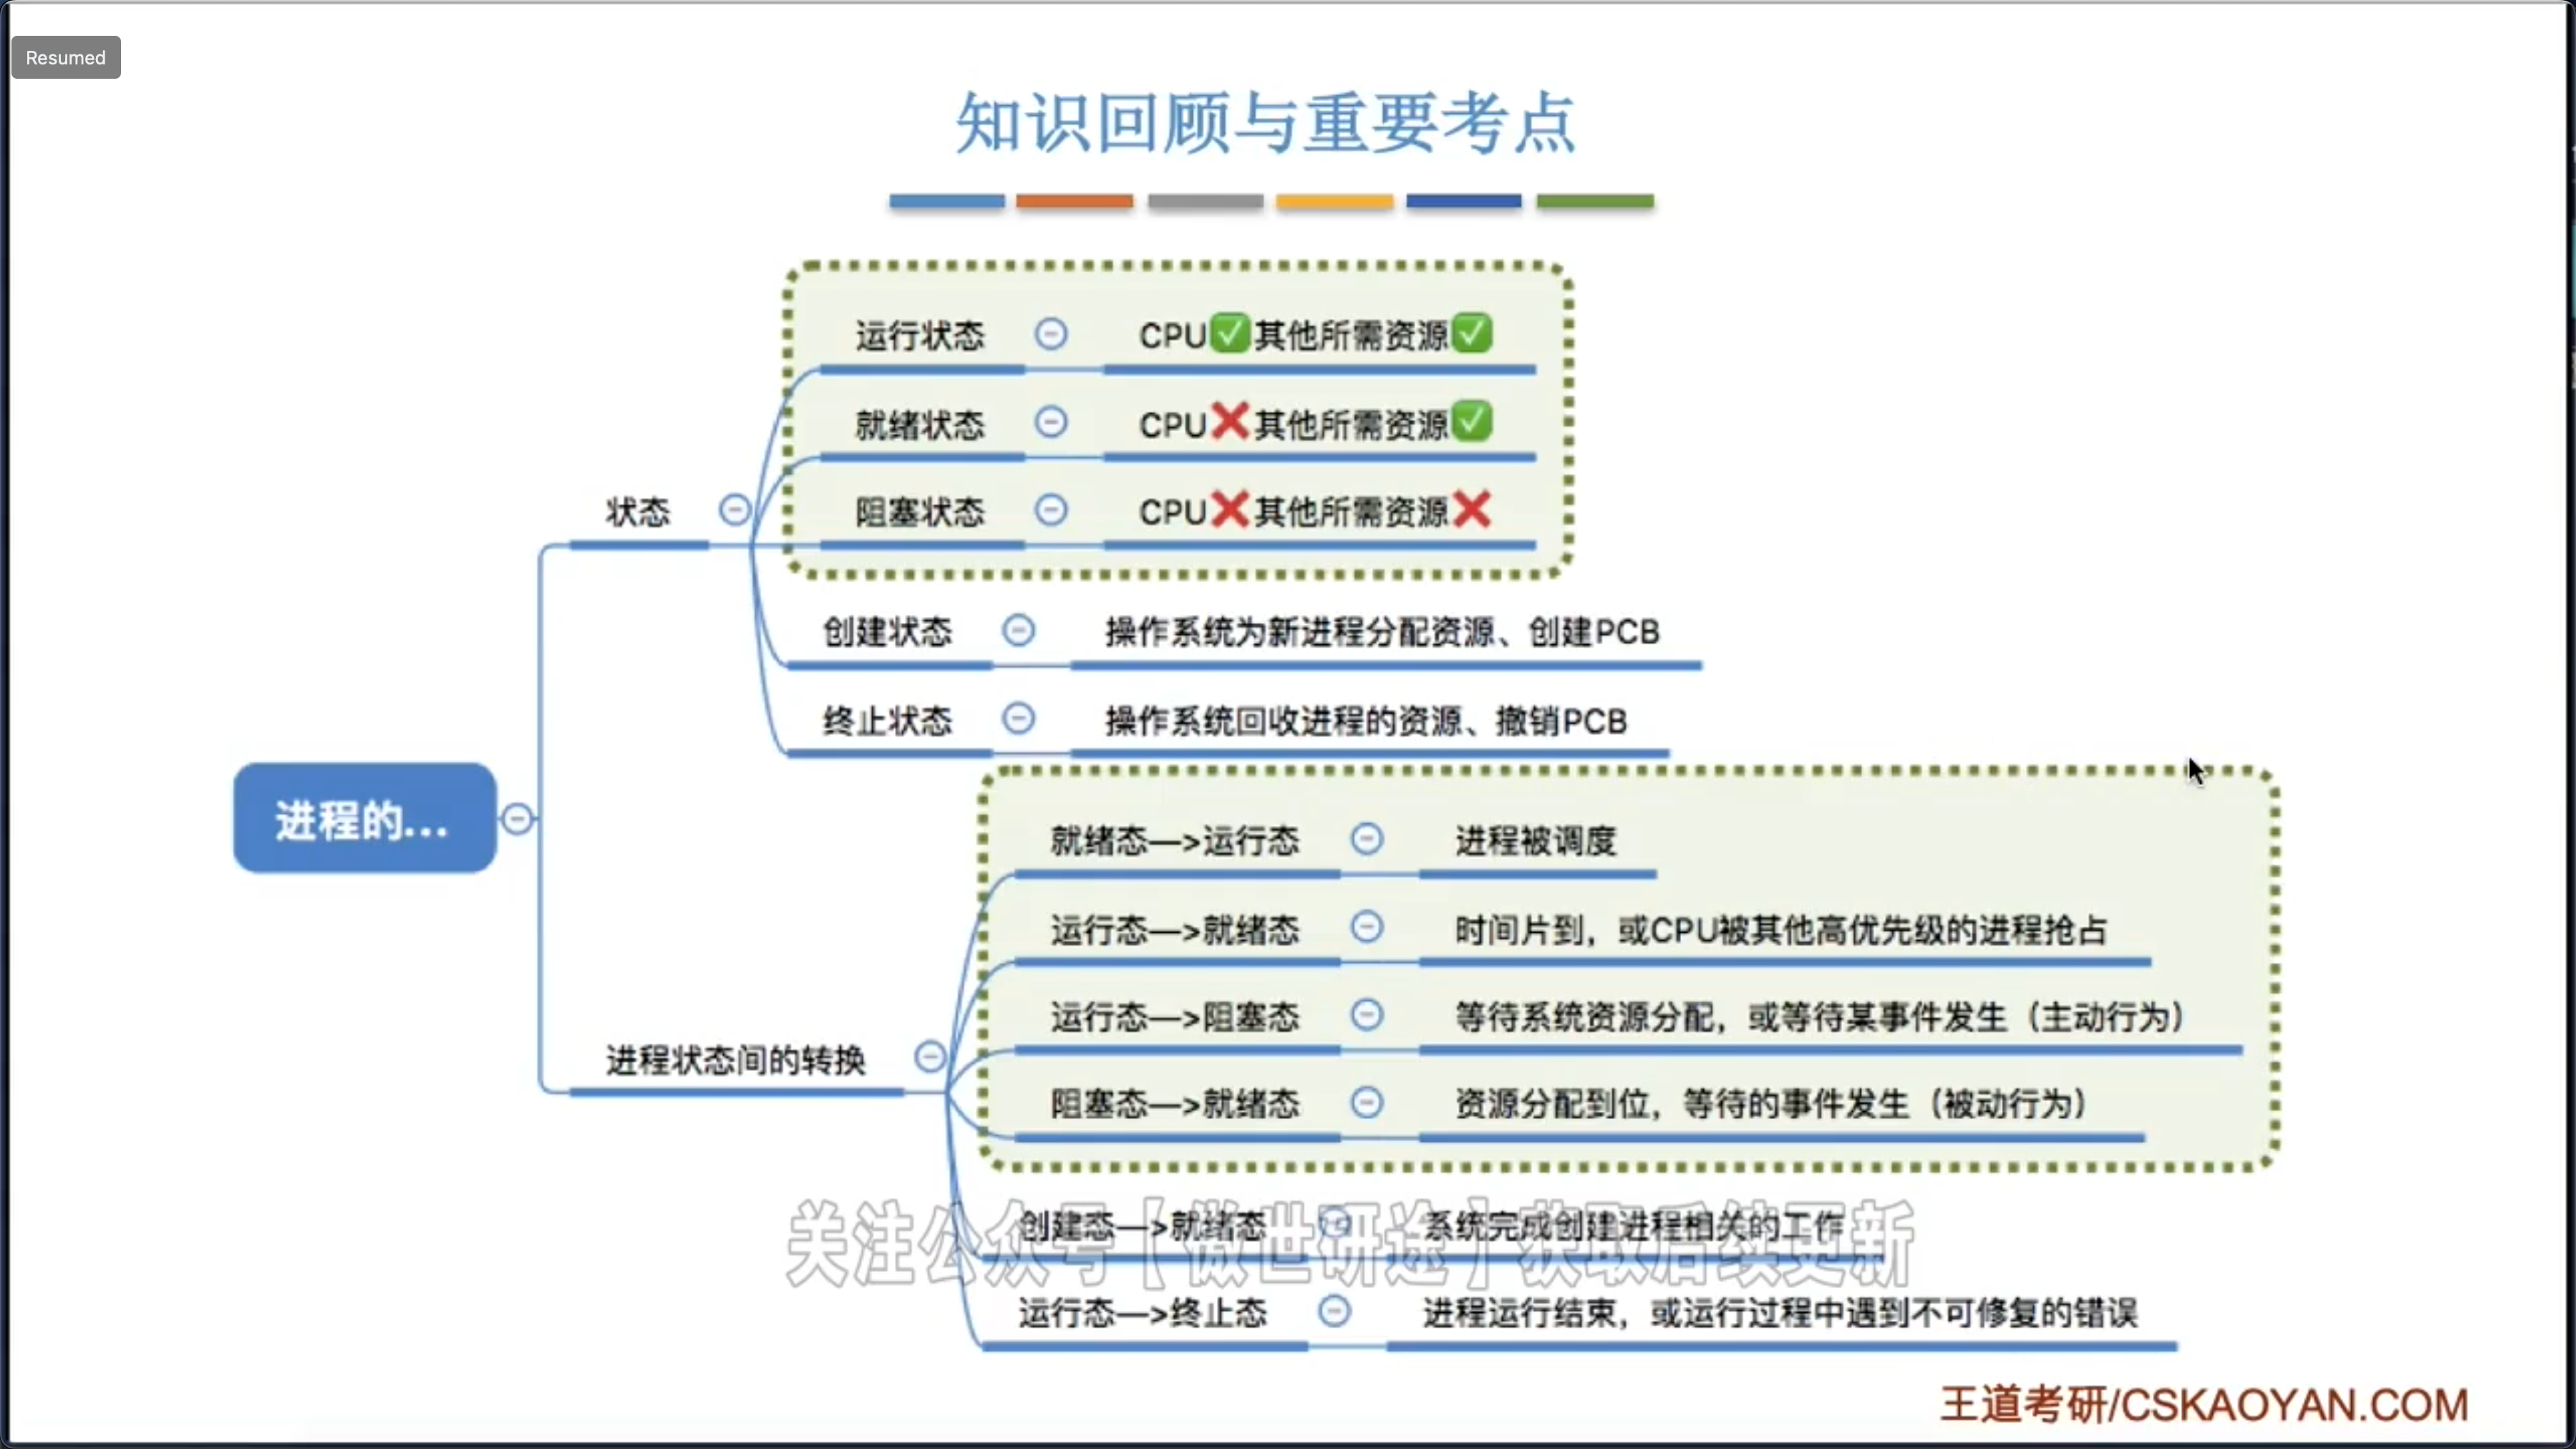 Resumed
知识回顾与重要考点
运行状态 CPU✅其他所需资源✅
就绪状态 CPU❌其他所需资源✅
状态
阻塞状态 CPU❌其他所需资源❌
创建状态 操作系统为新进程分配资源、创建PCB
终止状态 操作系统回收进程的资源、撤销PCB
进程的...
就绪态—>运行态 进程被调度
运行态—>就绪态 时间片到，或CPU被其他高优先级的进程抢占
运行态—>阻塞态 等待系统资源分配，或等待某事件发生（主动行为）
进程状态间的转换
阻塞态—>就绪态 资源分配到位，等待的事件发生（被动行为）
创建态—>就绪态 系统完成创建进程相关的工作
关注公众号【傲世研途】获取后续更新
运行态—>终止态 进程运行结束，或运行过程中遇到不可修复的错误
王道考研/CSKAOYAN.COM